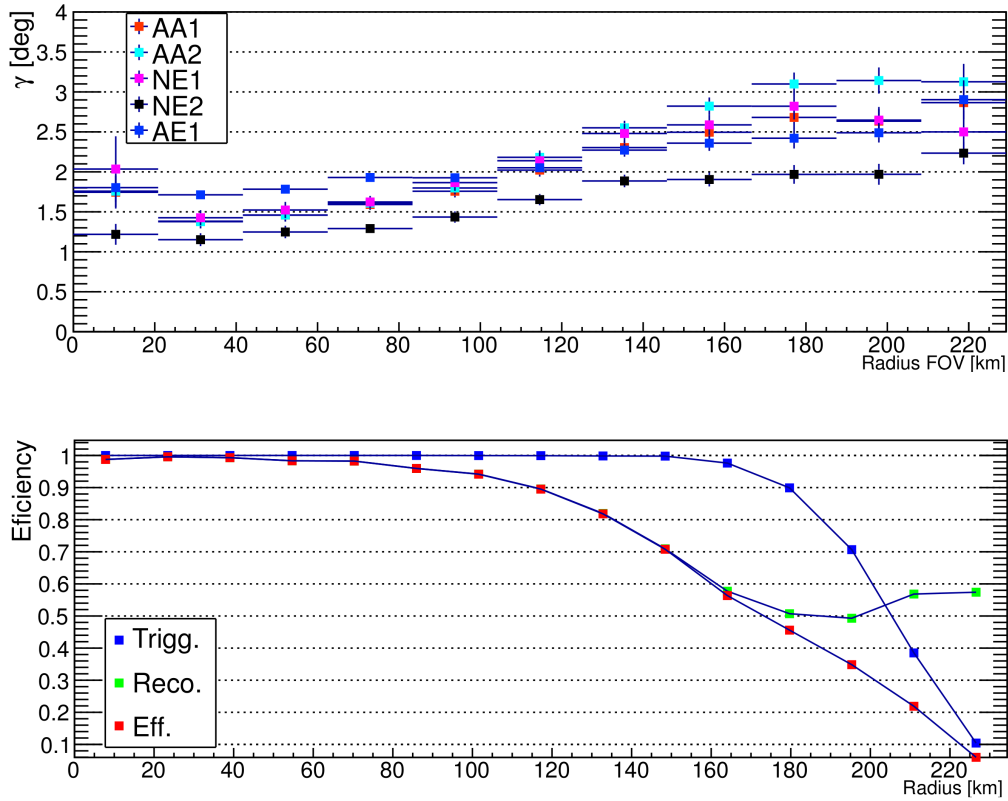 γ [deg]
4
3.5
3
2.5
2
1.5
1
0.5
0
AA1
AA2
NE1
NE2
AE1
0 20 40 60 80 100 120 140 160 180 200 220
Radius FOV [km]
Eficiency
1
0.9
0.8
0.7
0.6
0.5
0.4
0.3
0.2
0.1
Trigg.
Reco.
Eff.
0 20 40 60 80 100 120 140 160 180 200 220
Radius [km]